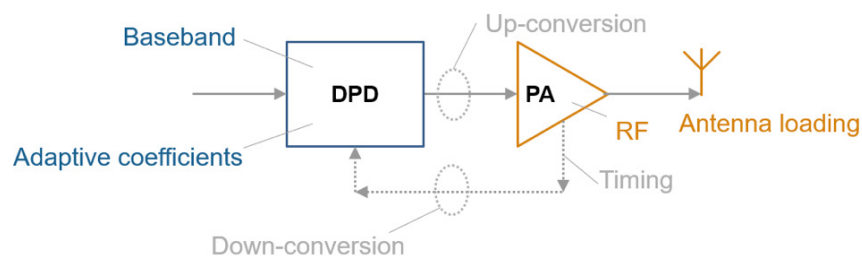 Up-conversion
Baseband
DPD
PA
RF
Antenna loading
Adaptive coefficients
Timing
Down-conversion